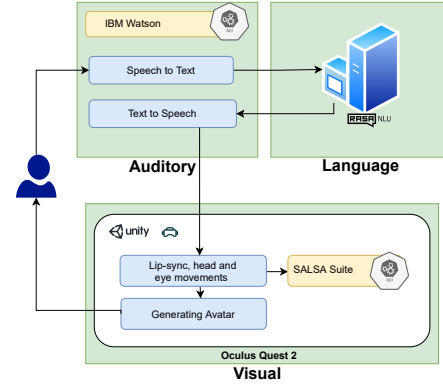 IBM Watson
api
Speech to Text
Text to Speech
RASA NLU
Auditory
Language
unity
Lip-sync, head and
eye movements
SALSA Suite
api
Generating Avatar
Oculus Quest 2
Visual